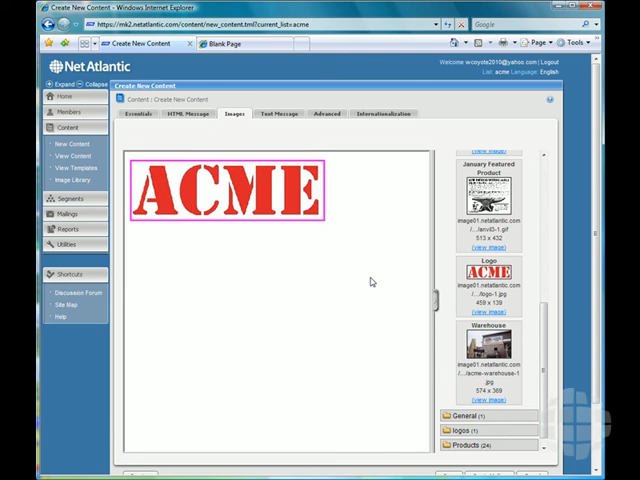 Create New Content - Windows Internet Explorer
https://mk2.netatlantic.com/content/new_content.tml?current_list=acme
Google
Create New Content
Blank Page
Page
Tools
Net Atlantic
Welcome wcoyote2010@yahoo.com | Logout
List: acme Language: English
Expand Collapse
Create New Content
Home
Content : Create New Content
Members
Essentials
HTML Message
Images
Text Message
Advanced
Internationalization
Content
New Content
View Content
View Templates
Image Library
Segments
Mailings
Reports
Utilities
Shortcuts
Discussion Forum
Site Map
Help
ACME
(view image)
January Featured
Product
image01.netatlantic.com
/.../anvil3-1.gif
513 x 432
(view image)
Logo
ACME
image01.netatlantic.com
/.../logo-1.jpg
459 x 139
(view image)
Warehouse
image01.netatlantic.com
/.../acme-warehouse-1
.jpg
574 x 369
(view image)
General (1)
logos (1)
Products (24)